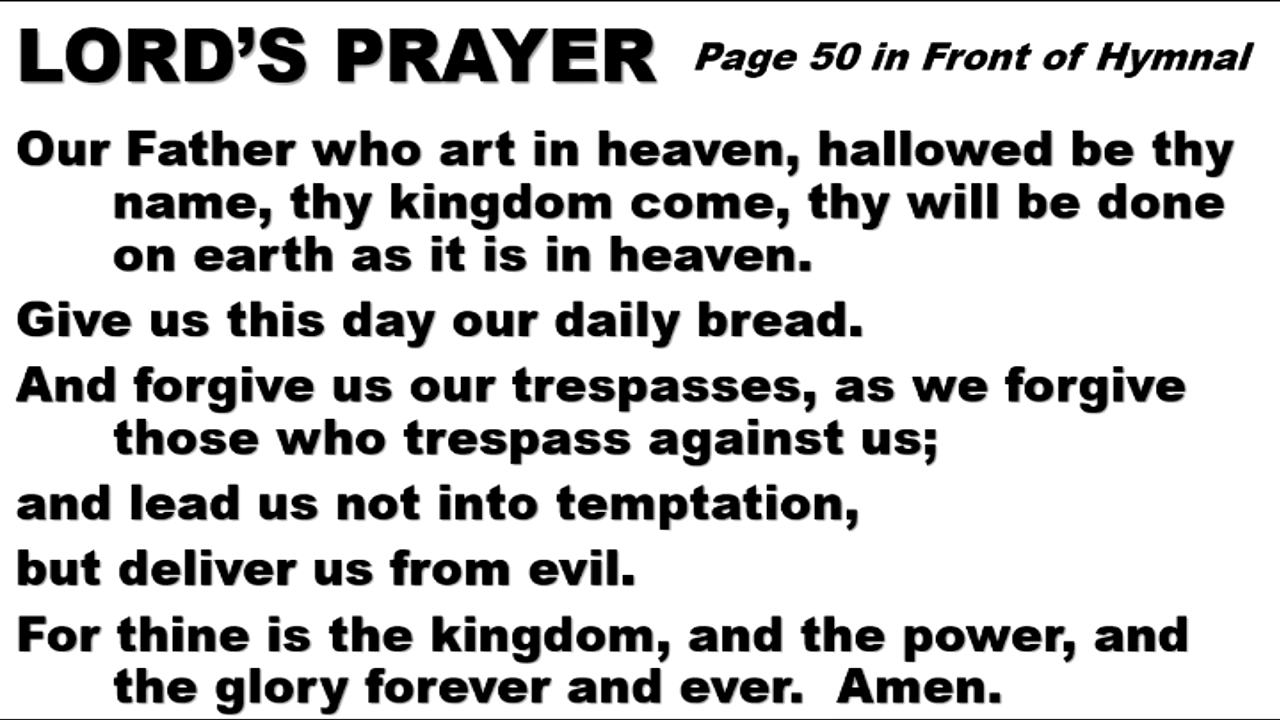 LORD’S PRAYER Page 50 in Front of Hymnal
Our Father who art in heaven, hallowed be thy
name, thy kingdom come, thy will be done
on earth as it is in heaven.
Give us this day our daily bread.
And forgive us our trespasses, as we forgive
those who trespass against us;
and lead us not into temptation,
but deliver us from evil.
For thine is the kingdom, and the power, and
the glory forever and ever.  Amen.